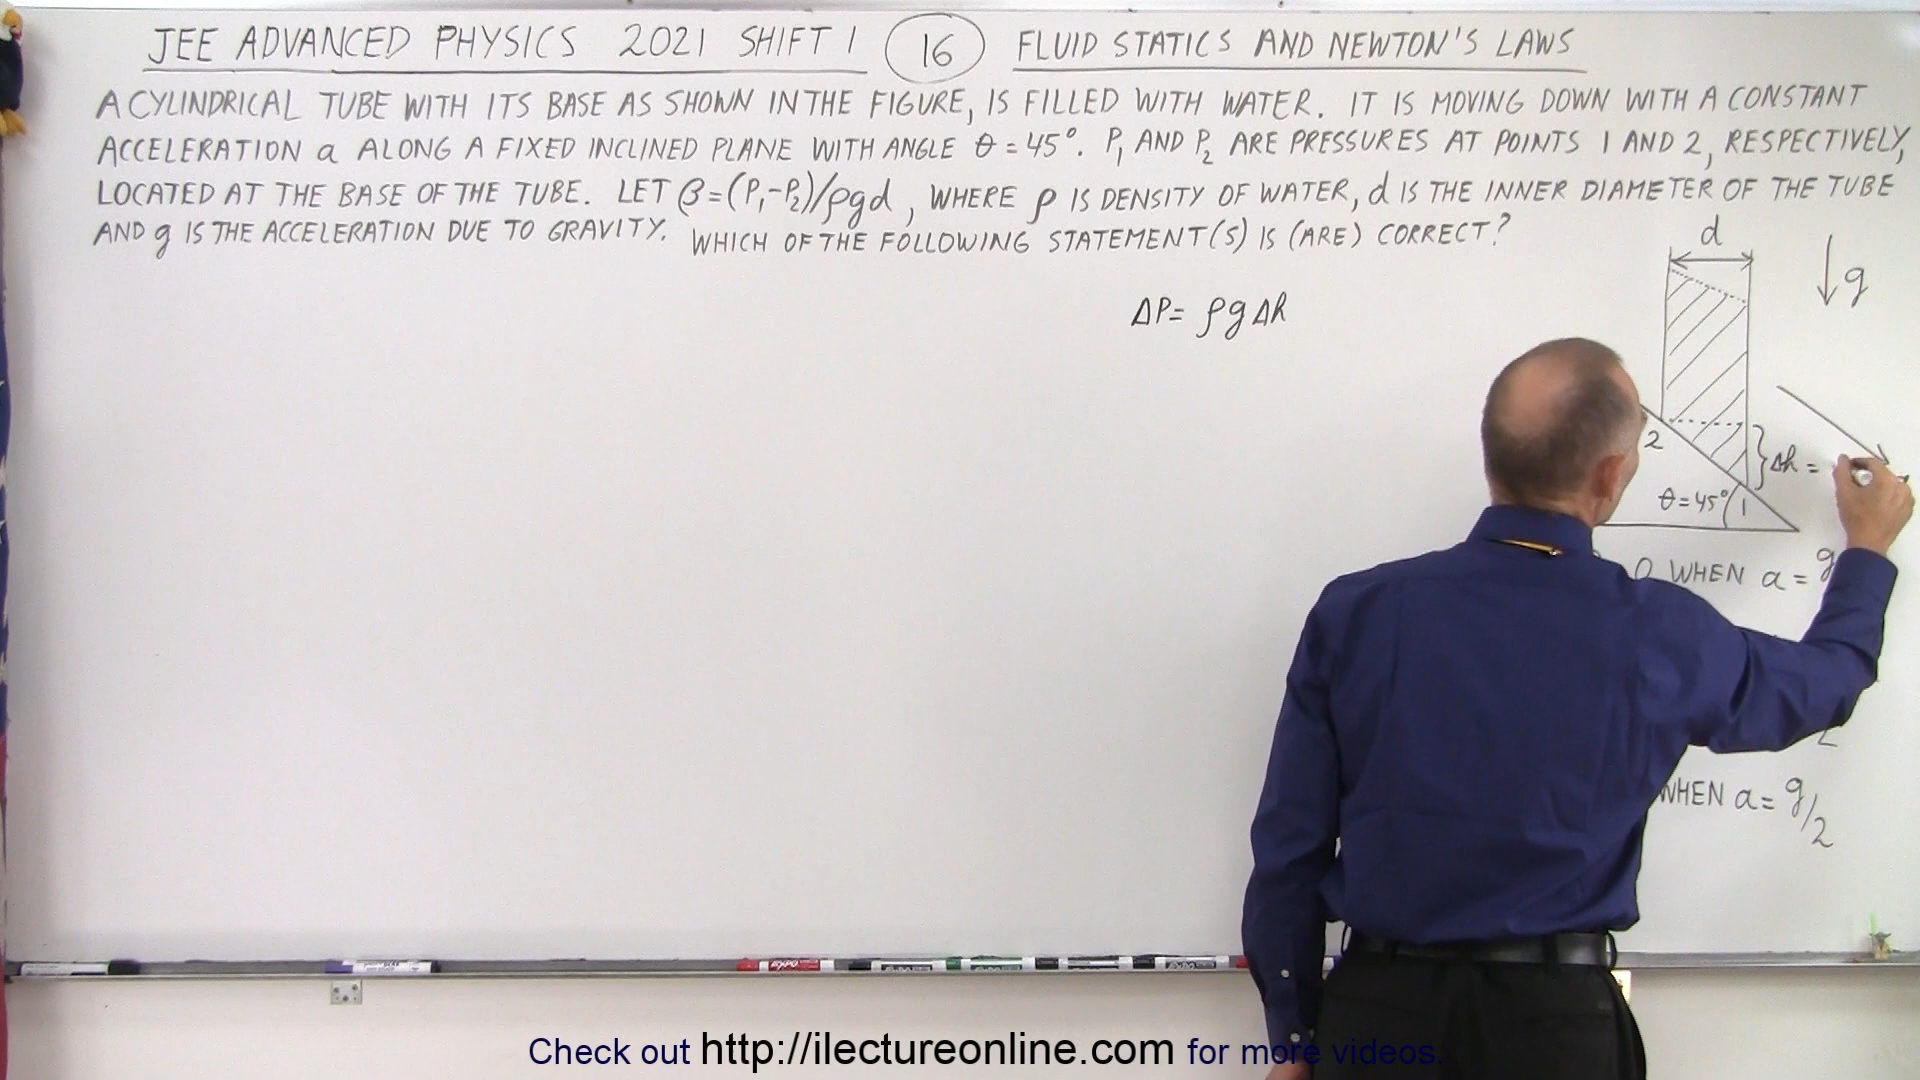 JEE ADVANCED PHYSICS 2021 SHIFT 1 16 FLUID STATICS AND NEWTON'S LAWS
A CYLINDRICAL TUBE WITH ITS BASE AS SHOWN IN THE FIGURE, IS FILLED WITH WATER. IT IS MOVING DOWN WITH A CONSTANT
ACCELERATION a ALONG A FIXED INCLINED PLANE WITH ANGLE θ = 45°. P₁ AND P₂ ARE PRESSURES AT POINTS 1 AND 2, RESPECTIVELY,
LOCATED AT THE BASE OF THE TUBE. LET β = (P₁-P₂)/ρgd, WHERE ρ IS DENSITY OF WATER, d IS THE INNER DIAMETER OF THE TUBE
AND g IS THE ACCELERATION DUE TO GRAVITY. WHICH OF THE FOLLOWING STATEMENT(S) IS (ARE) CORRECT?
d
g
ΔP = ρgΔh
2
Δh =
θ = 45°
1
0 WHEN a = g
WHEN a = g/2
EXPO
Check out http://ilectureonline.com for more videos.